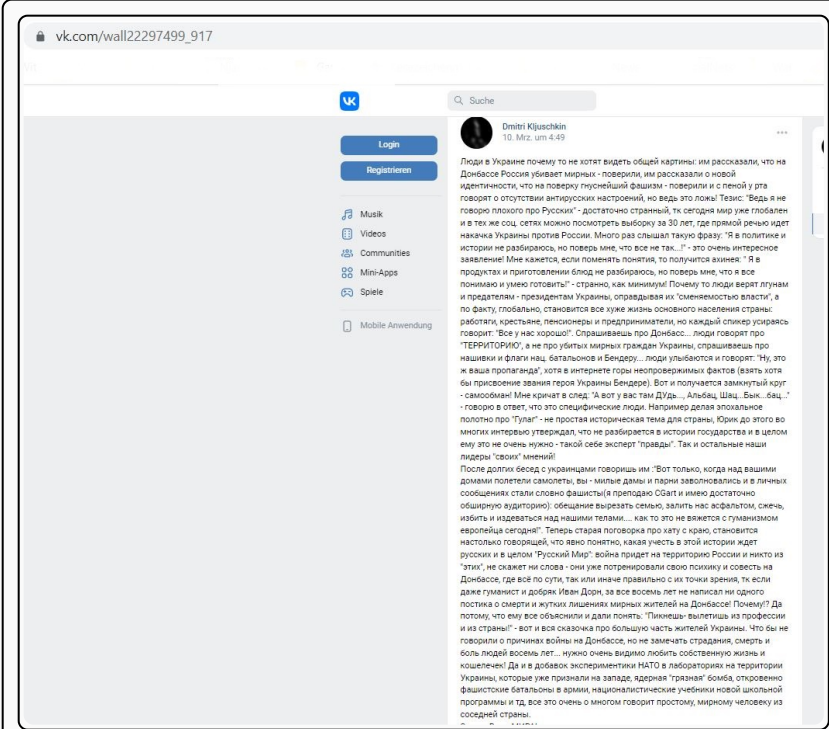 vk.com/wall22297499_917
Suche
Dmitri Kljuschkin
10. Mrz. um 4:49
Login
Registrieren
Musik
Videos
Communities
Mini-Apps
Spiele
Mobile Anwendung
Люди в Украине почему то не хотят видеть общей картины: им рассказали, что на
Донбассе Россия убивает мирных - поверили, им рассказали о новой
идентичности, что на поверку гнуснейший фашизм - поверили и с пеной у рта
говорят о отсутствии антирусских настроений, но ведь это ложь! Тезис: "Ведь я не
говорю плохого про Русских" - достаточно странный, тк сегодня мир уже глобален
и в тех же соц. сетях можно посмотреть выборку за 30 лет, где прямой речью идет
накачка Украины против России. Много раз слышал такую фразу: "Я в политике и
истории не разбираюсь, но поверь мне, что все не так...!" - это очень интересное
заявление! Мне кажется, если поменять понятия, то получится ахинея: " Я в
продуктах и приготовлении блюд не разбираюсь, но поверь мне, что я все
понимаю и умею готовить!" - странно, как минимум! Почему то люди верят лгунам
и предателям - президентам Украины, оправдывая их "сменяемостью власти", а
по факту, глобально, становится все хуже жизнь основного населения страны:
работяги, крестьяне, пенсионеры и предприниматели, но каждый спикер усираясь
говорит: "Все у нас хорошо!". Спрашиваешь про Донбасс... люди говорят про
"ТЕРРИТОРИЮ", а не про убитых мирных граждан Украины, спрашиваешь про
нашивки и флаги нац. батальонов и Бендеру... люди улыбаются и говорят: "Ну, это
ж ваша пропаганда", хотя в интернете горы неопровержимых фактов (взять хотя
бы присвоение звания героя Украины Бендере). Вот и получается замкнутый круг
- самообман! Мне кричат в след: "А вот у вас там ДУдь..., Альбац, Шац...Бык...бац..."
- говорю в ответ, что это специфические люди. Например делая эпохальное
полотно про "Гулаг" - не простая историческая тема для страны, Юрик до этого во
многих интервью утверждал, что не разбирается в истории государства и в целом
ему это не очень нужно - такой себе эксперт "правды". Так и остальные наши
лидеры "своих" мнений!
После долгих бесед с украинцами говоришь им :"Вот только, когда над вашими
домами полетели самолеты, вы - милые дамы и парни заволновались и в личных
сообщениях стали словно фашисты(я преподаю CGart и имею достаточно
обширную аудиторию): обещание вырезать семью, залить нас асфальтом, сжечь,
избить и издеваться над нашими телами.... как то это не вяжется с гуманизмом
европейца сегодня!". Теперь старая поговорка про хату с краю, становится
настолько говорящей, что явно понятно, какая учесть в этой истории ждет
русских и в целом "Русский Мир": война придет на территорию России и никто из
"этих", не скажет ни слова - они уже потренировали свою психику и совесть на
Донбассе, где всё по сути, так или иначе правильно с их точки зрения, тк если
даже гуманист и добряк Иван Дорн, за все восемь лет не написал ни одного
постика о смерти и жутких лишениях мирных жителей на Донбассе! Почему!? Да
потому, что ему все объяснили и дали понять: "Пикнешь- вылетишь из профессии
и из страны!" - вот и вся сказочка про большую часть жителей Украины. Что бы не
говорили о причинах войны на Донбассе, но не замечать страдания, смерть и
боль людей восемь лет... нужно очень видимо любить собственную жизнь и
кошелечек! Да и в добавок экспериментики НАТО в лабораториях на территории
Украины, которые уже признали на западе, ядерная "грязная" бомба, откровенно
фашистские батальоны в армии, националистические учебники новой школьной
программы и тд, все это очень о многом говорит простому, мирному человеку из
соседней страны.